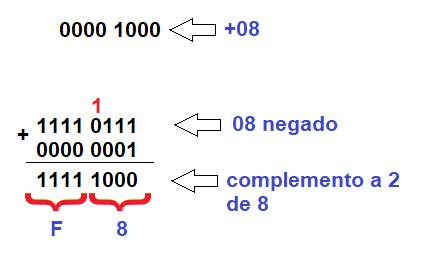 0000 1000 +08
1
1111 0111 08 negado
+
0000 0001
1111 1000 complemento a 2
de 8
F 8